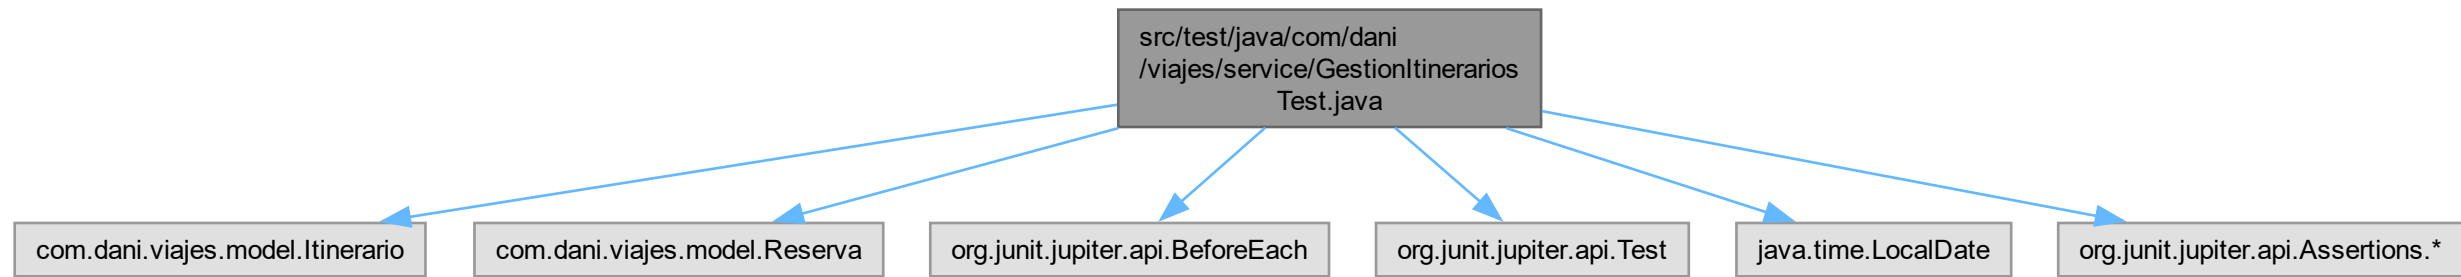 src/test/java/com/dani
/viajes/service/GestionItinerarios
Test.java
com.dani.viajes.model.Itinerario
com.dani.viajes.model.Reserva
org.junit.jupiter.api.BeforeEach
org.junit.jupiter.api.Test
java.time.LocalDate
org.junit.jupiter.api.Assertions.*